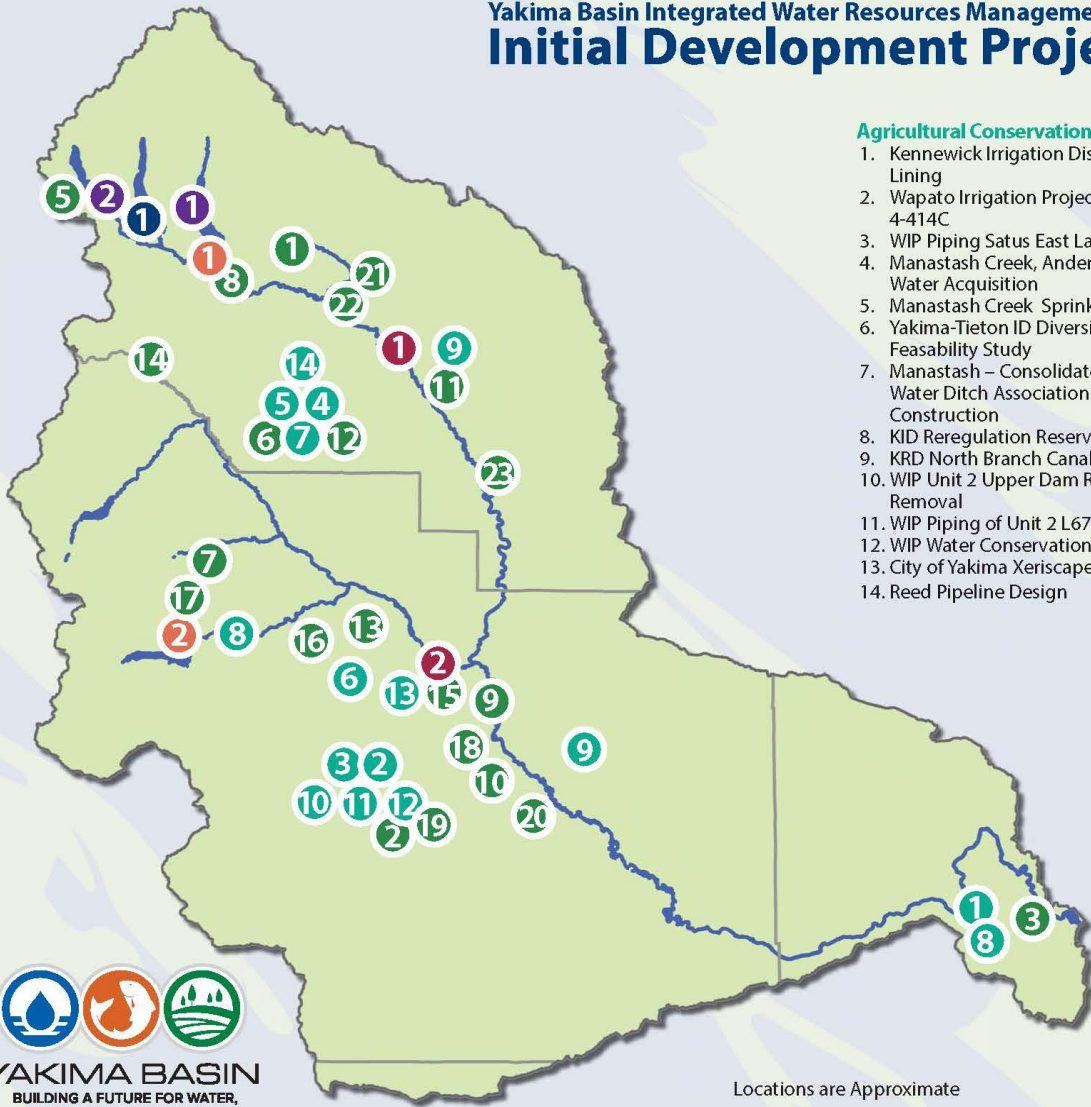 Yakima Basin Integrated Water Resources Manageme
Initial Development Proje
Agricultural Conservation
1. Kennewick Irrigation Dis
Lining
2. Wapato Irrigation Projec
4-414C
3. WIP Piping Satus East La
4. Manastash Creek, Ander
Water Acquisition
5. Manastash Creek Sprink
6. Yakima-Tieton ID Diversi
Feasability Study
7. Manastash – Consolidate
Water Ditch Association
Construction
8. KID Reregulation Reserv
9. KRD North Branch Canal
10. WIP Unit 2 Upper Dam R
Removal
11. WIP Piping of Unit 2 L67
12. WIP Water Conservation
13. City of Yakima Xeriscape
14. Reed Pipeline Design
5 2 1 1
1 1
8 21
22
1 9
14 14
11
5 4
6 7 12
23
7
17
2 8 16 13
2
6 13 15 9
18 9
3 2
10
10 11 12
2 19 20
1
3
8
YAKIMA BASIN
BUILDING A FUTURE FOR WATER,
Locations are Approximate